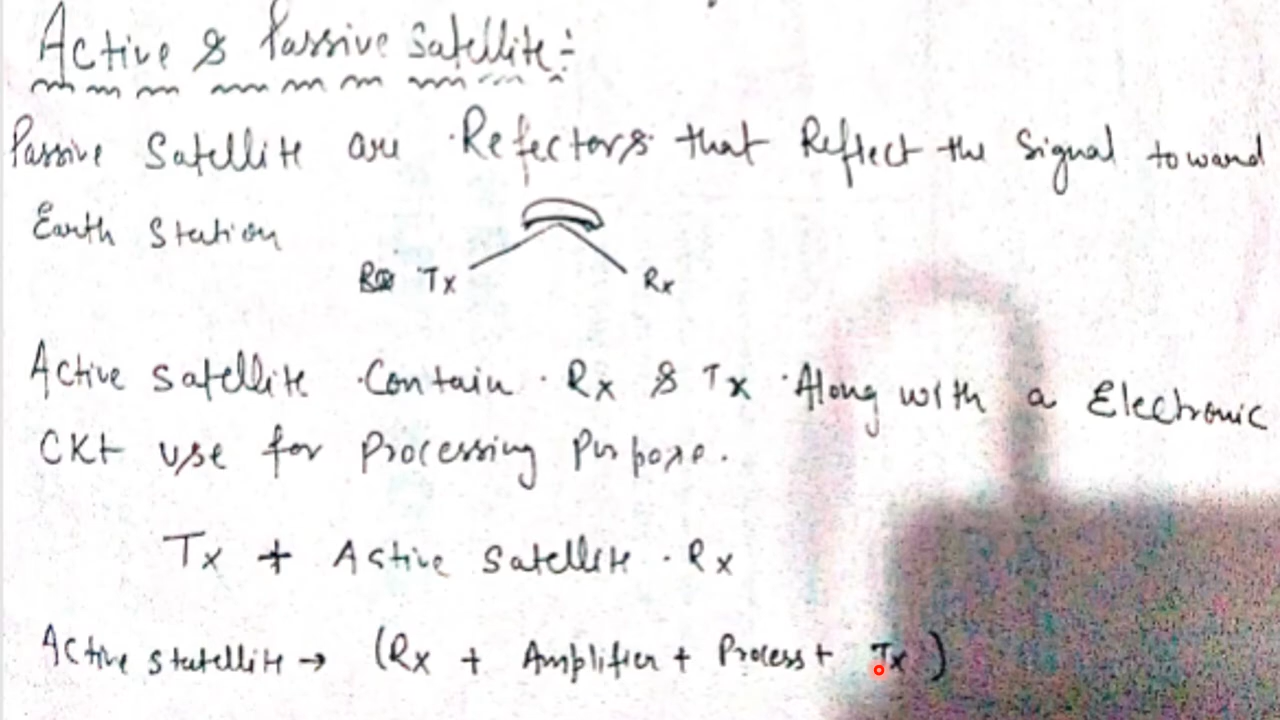 Active & Passive Satellite :-
Passive Satellite are Refectors that Reflect the Signal toward
Earth Station
Tx Rx
Active Satellite Contain Rx & Tx Along with a Electronic
CKt use for Processing Purpose.
Tx + Active Satellite . Rx
Active Statellite → (Rx + Amplifier + Process + Tx)